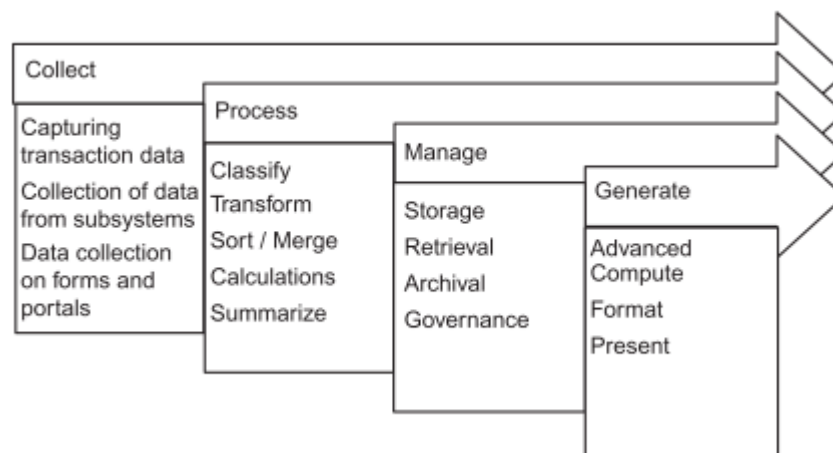 Collect
Capturing
transaction data
Collection of data
from subsystems
Data collection
on forms and
portals
Process
Classify
Transform
Sort / Merge
Calculations
Summarize
Manage
Storage
Retrieval
Archival
Governance
Generate
Advanced
Compute
Format
Present